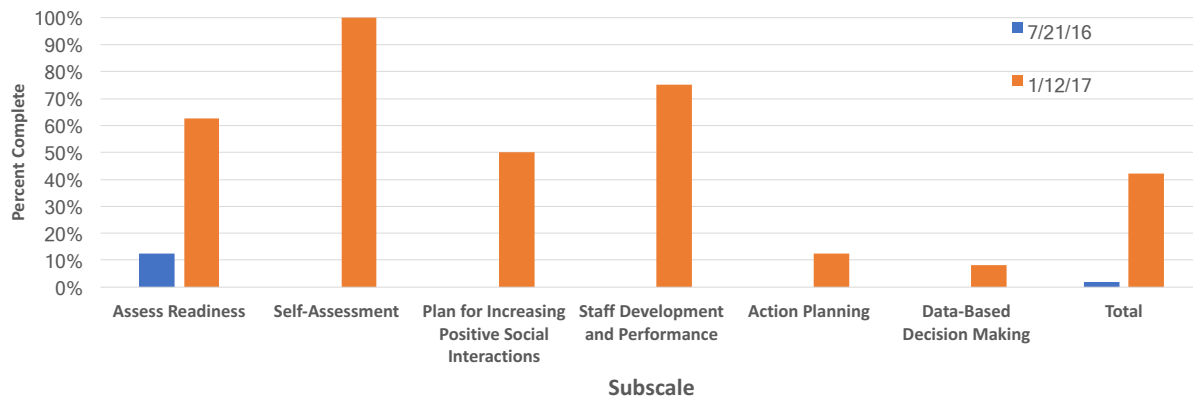 100%
90%
80%
70%
60%
50%
40%
30%
20%
10%
0%
Percent Complete
7/21/16
1/12/17
Assess Readiness
Self-Assessment
Plan for Increasing
Positive Social
Interactions
Staff Development
and Performance
Action Planning
Data-Based
Decision Making
Total
Subscale